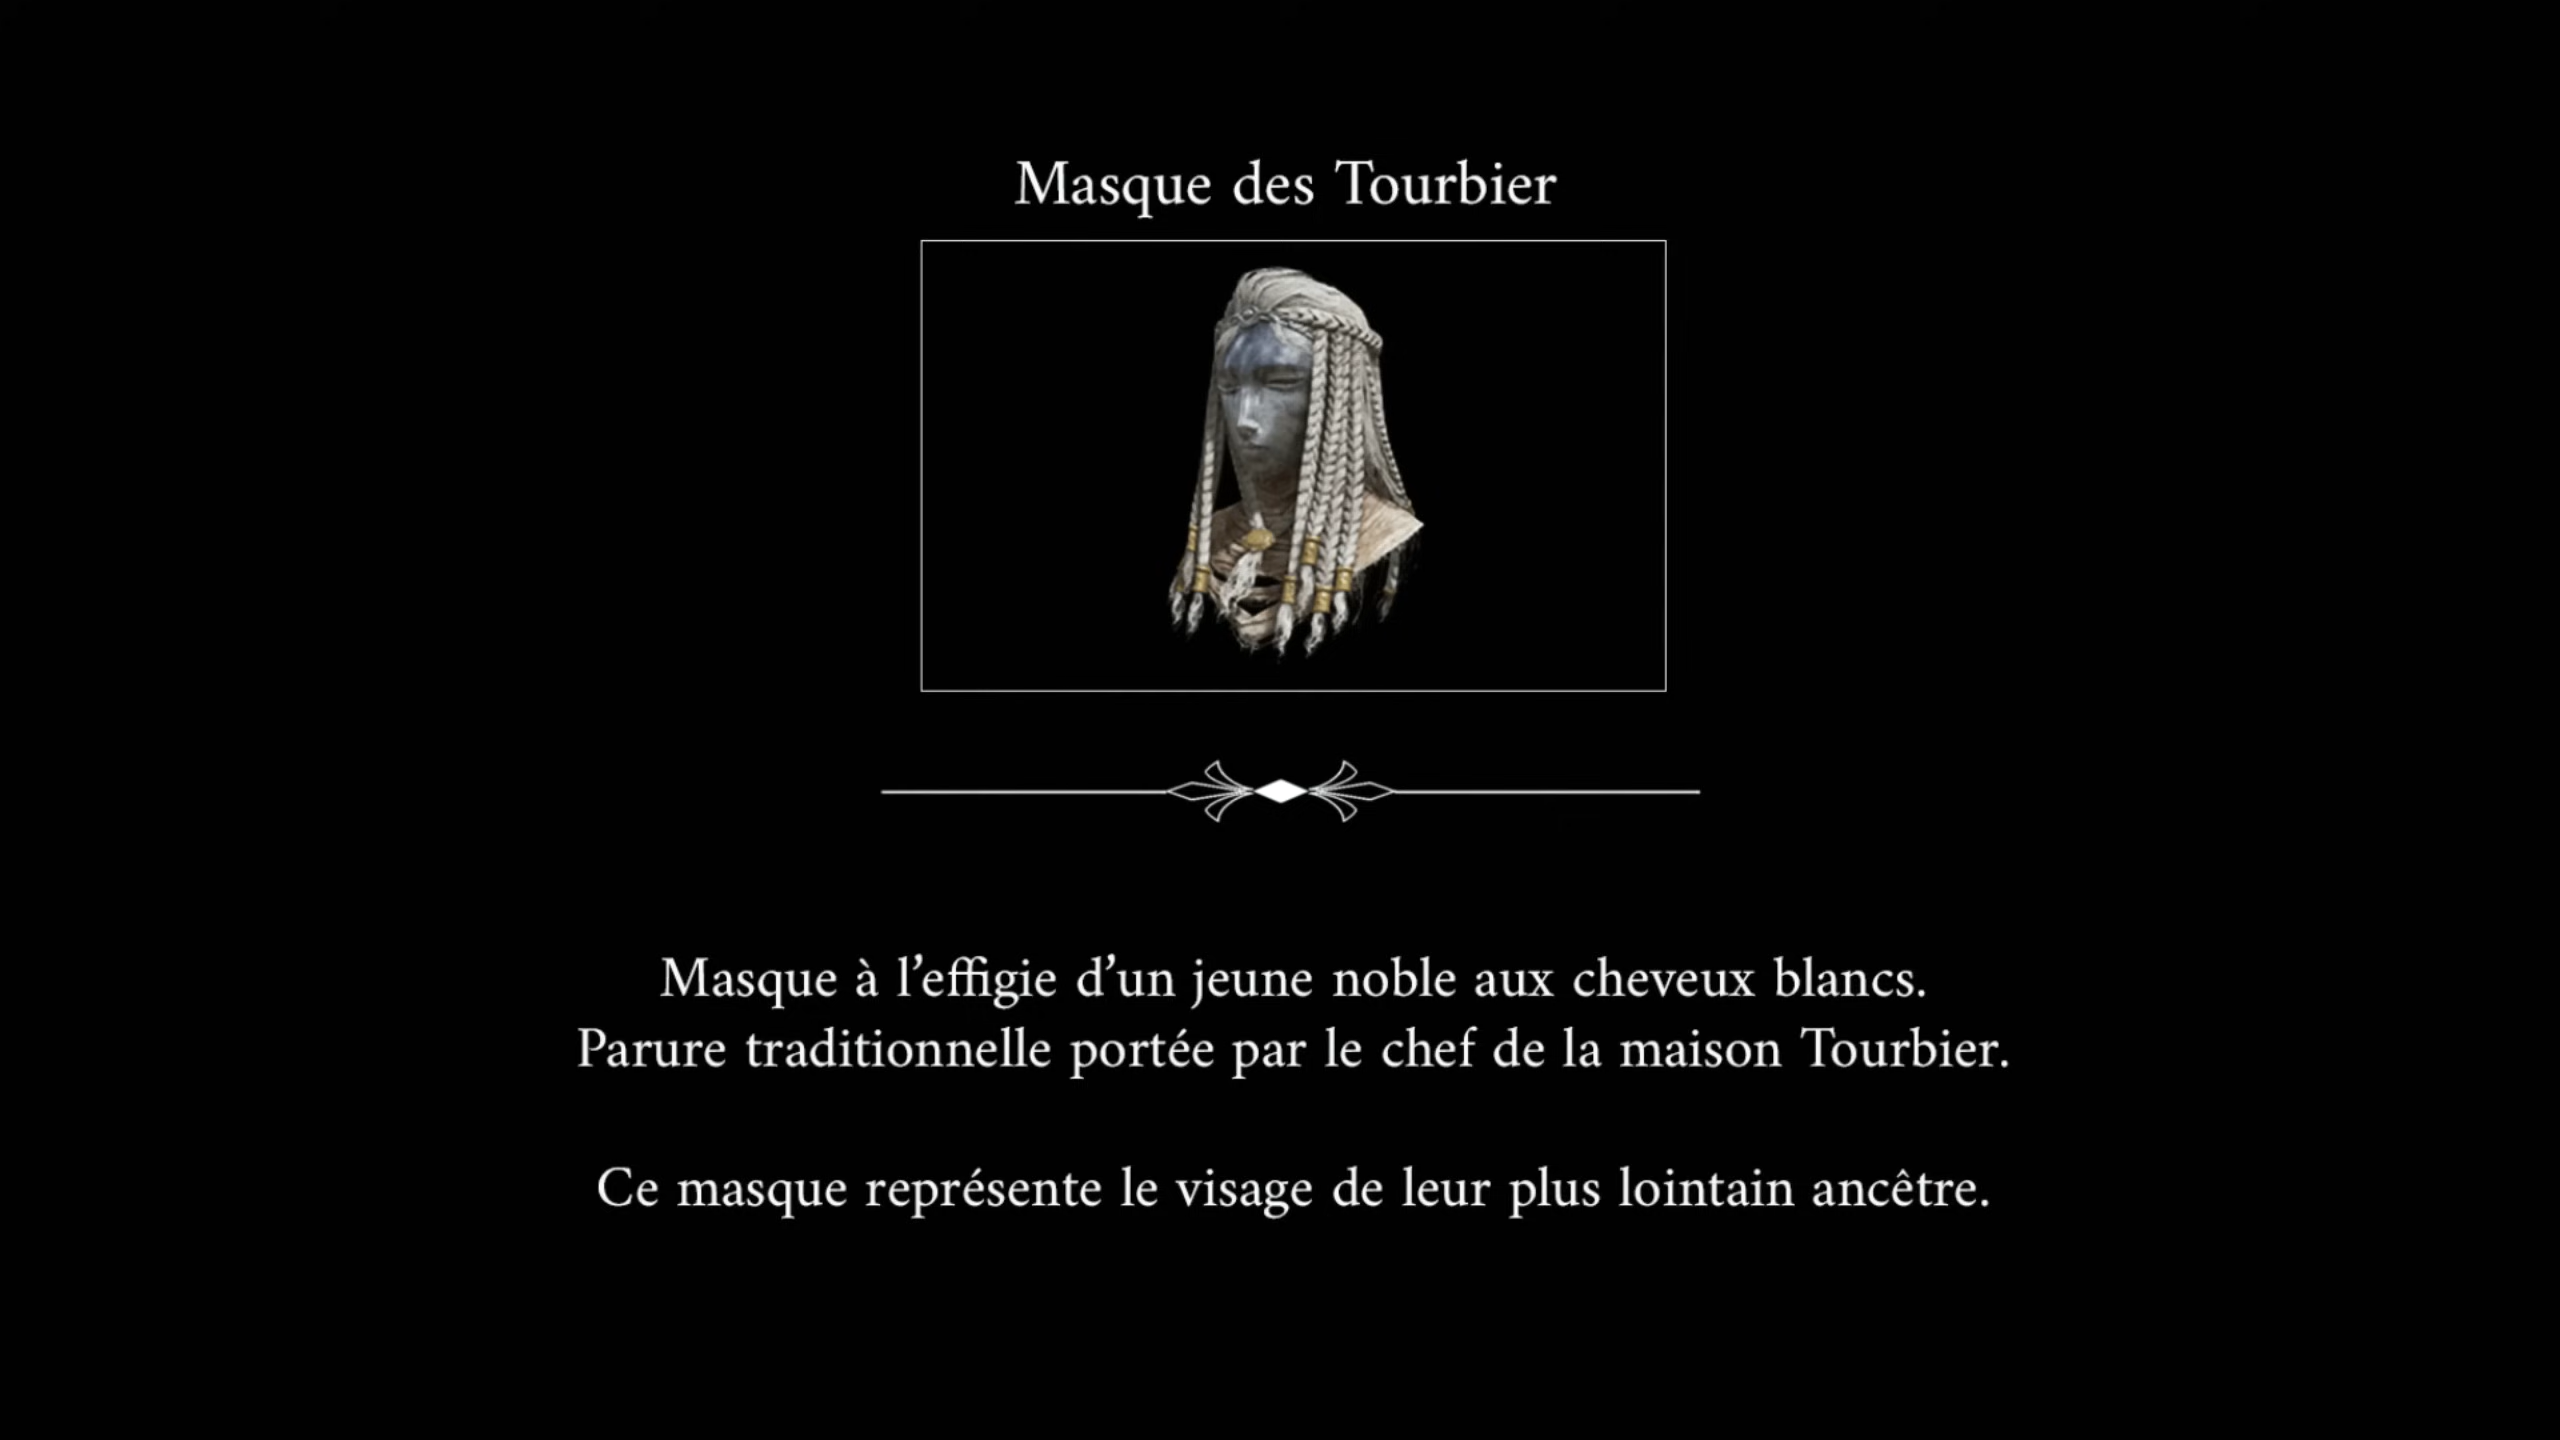 Masque des Tourbier
Masque à l’effigie d’un jeune noble aux cheveux blancs.
Parure traditionnelle portée par le chef de la maison Tourbier.
Ce masque représente le visage de leur plus lointain ancêtre.